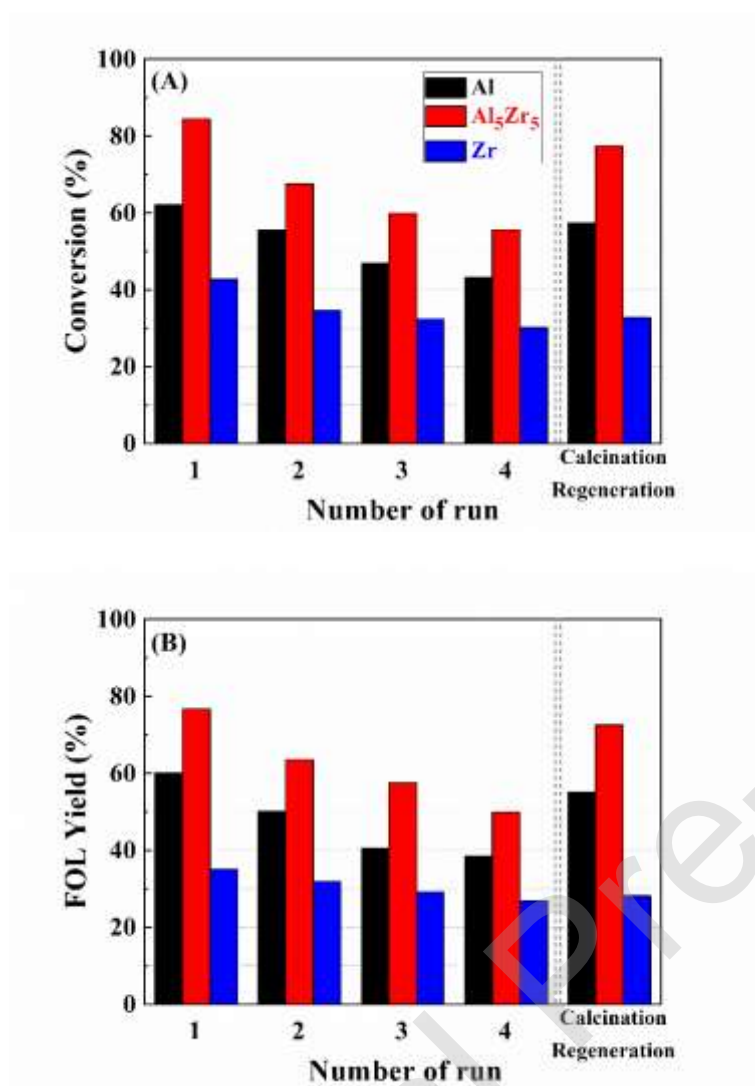 (A)
Al
Al₅Zr₅
Zr
Conversion (%)
100
80
60
40
20
0
1 2 3 4 Calcination
Regeneration
Number of run
(B)
FOL Yield (%)
100
80
60
40
20
0
1 2 3 4 Calcination
Regeneration
Number of run